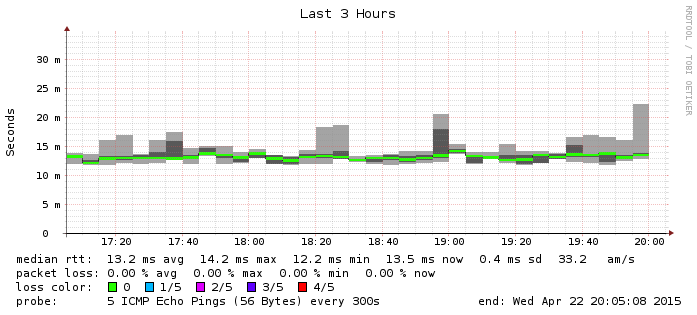 Last 3 Hours
RRDTOOL / TOBI OETIKER
Seconds
30 m
25 m
20 m
15 m
10 m
5 m
0
17:20 17:40 18:00 18:20 18:40 19:00 19:20 19:40 20:00
median rtt: 13.2 ms avg 14.2 ms max 12.2 ms min 13.5 ms now 0.4 ms sd 33.2 am/s
packet loss: 0.00 % avg 0.00 % max 0.00 % min 0.00 % now
loss color: 0 1/5 2/5 3/5 4/5
probe: 5 ICMP Echo Pings (56 Bytes) every 300s end: Wed Apr 22 20:05:08 2015